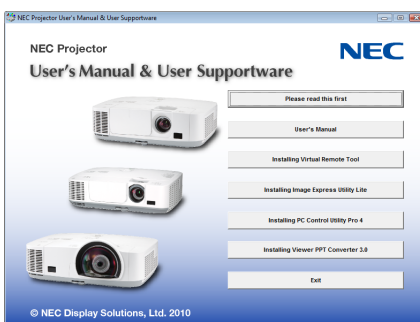 NEC Projector User's Manual & User Supportware
NEC Projector
NEC
User's Manual & User Supportware
Please read this first
User's Manual
Installing Virtual Remote Tool
Installing Image Express Utility Lite
Installing PC Control Utility Pro 4
Installing Viewer PPT Converter 3.0
Exit
© NEC Display Solutions, Ltd. 2010